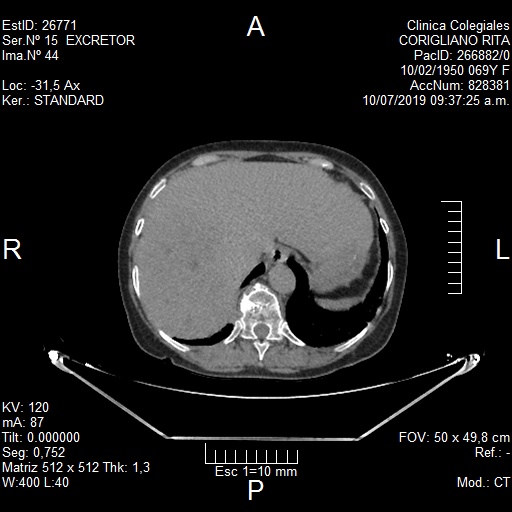 EstID: 26771
Ser.Nº 15 EXCRETOR
Ima.Nº 44
Loc: -31,5 Ax
Ker.: STANDARD
A
Clinica Colegiales
CORIGLIANO RITA
PacID: 266882/0
10/02/1950 069Y F
AccNum: 828381
10/07/2019 09:37:25 a.m.
R
L
KV: 120
mA: 87
Tilt: 0.000000
Seg: 0,752
Matriz 512 x 512 Thk: 1,3
W:400 L:40
Esc 1=10 mm
P
FOV: 50 x 49,8 cm
Ref.: -
Mod.: CT